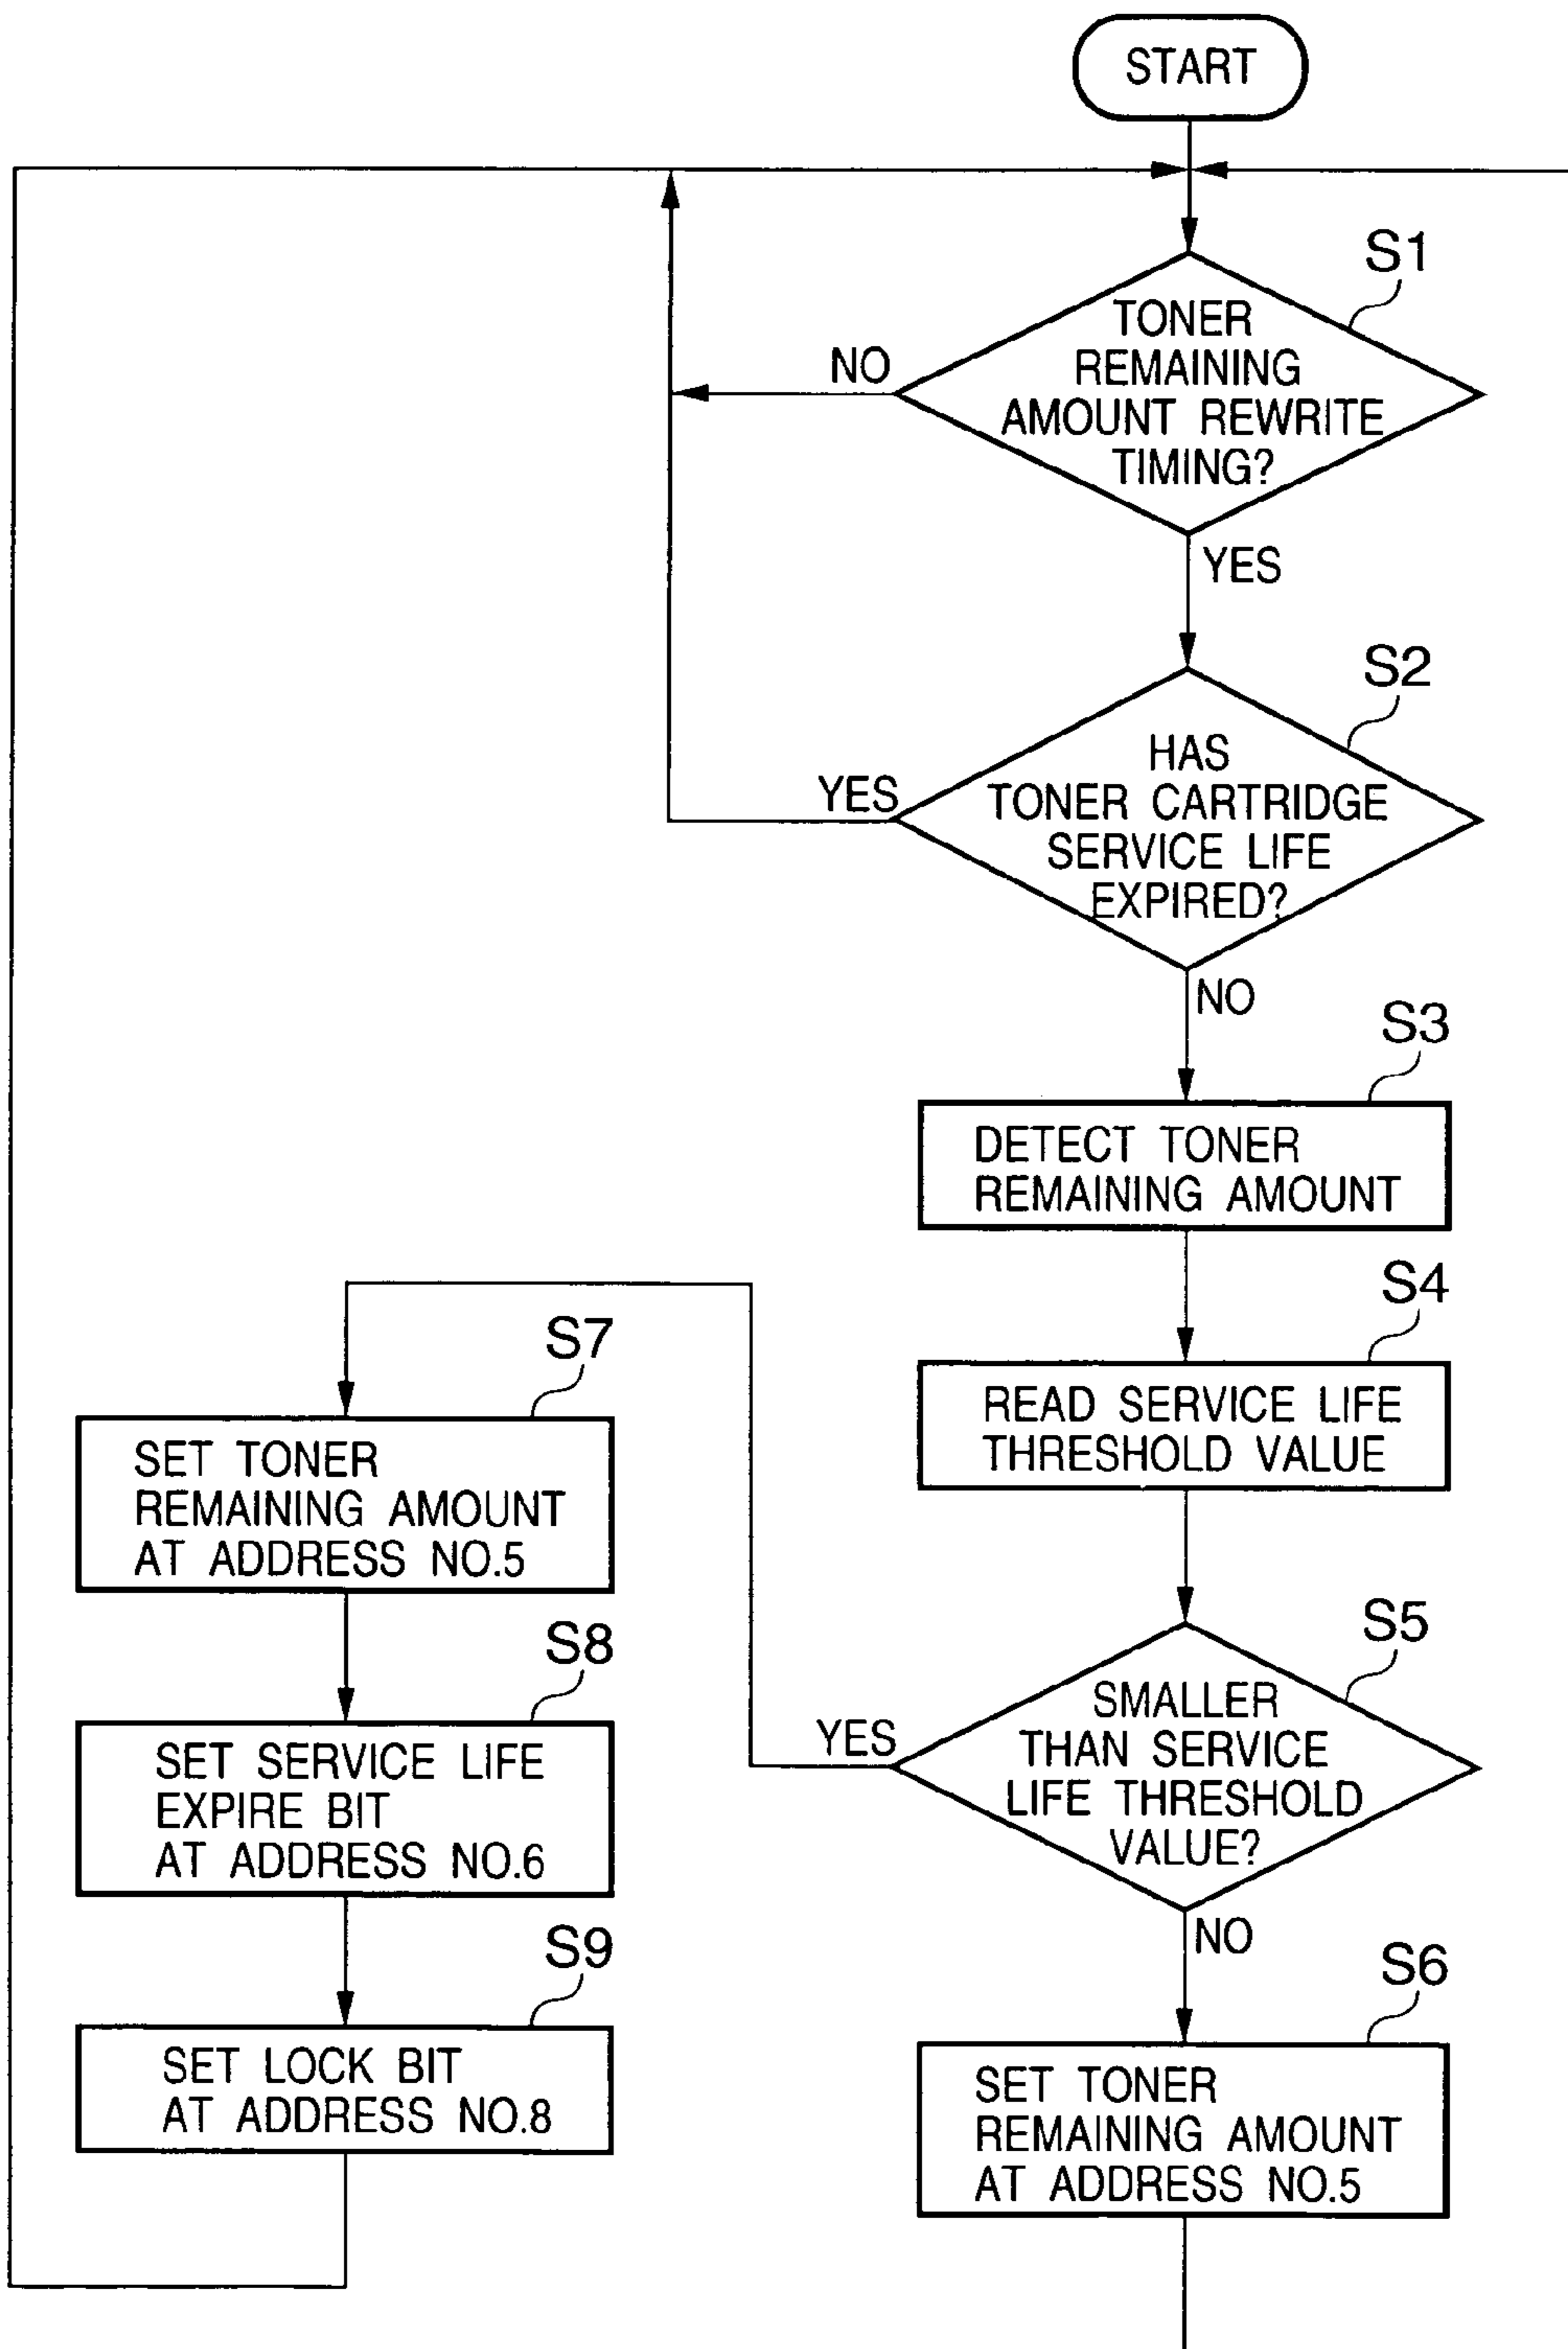 START
S1
TONER
REMAINING
AMOUNT REWRITE
TIMING?
NO
YES
S2
HAS
TONER CARTRIDGE
SERVICE LIFE
EXPIRED?
YES
NO
S3
DETECT TONER
REMAINING AMOUNT
S4
READ SERVICE LIFE
THRESHOLD VALUE
S5
SMALLER
THAN SERVICE
LIFE THRESHOLD
VALUE?
YES
NO
S6
SET TONER
REMAINING AMOUNT
AT ADDRESS NO.5
S7
SET TONER
REMAINING AMOUNT
AT ADDRESS NO.5
S8
SET SERVICE LIFE
EXPIRE BIT
AT ADDRESS NO.6
S9
SET LOCK BIT
AT ADDRESS NO.8